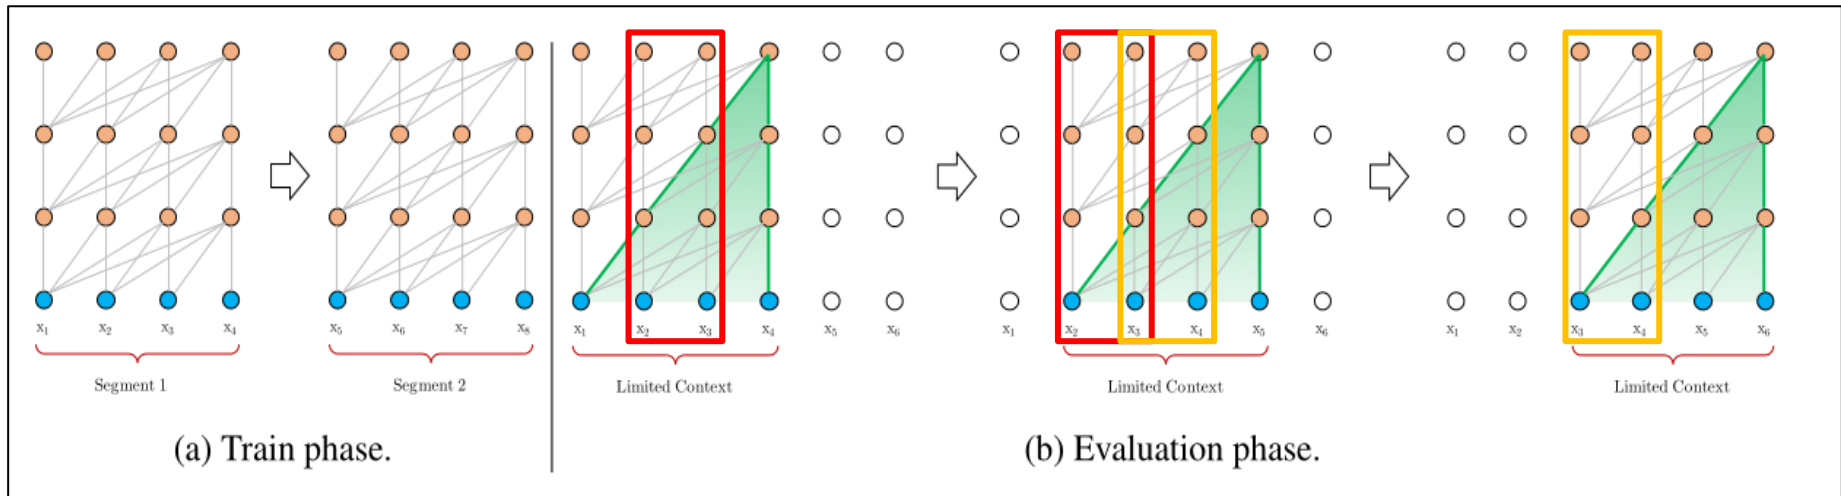 x₁ x₂ x₃ x₄
Segment 1
x₅ x₆ x₇ x₈
Segment 2
(a) Train phase.
x₁ x₂ x₃ x₄ x₅ x₆
Limited Context
x₁ x₂ x₃ x₄ x₅ x₆
Limited Context
x₁ x₂ x₃ x₄ x₅ x₆
Limited Context
(b) Evaluation phase.